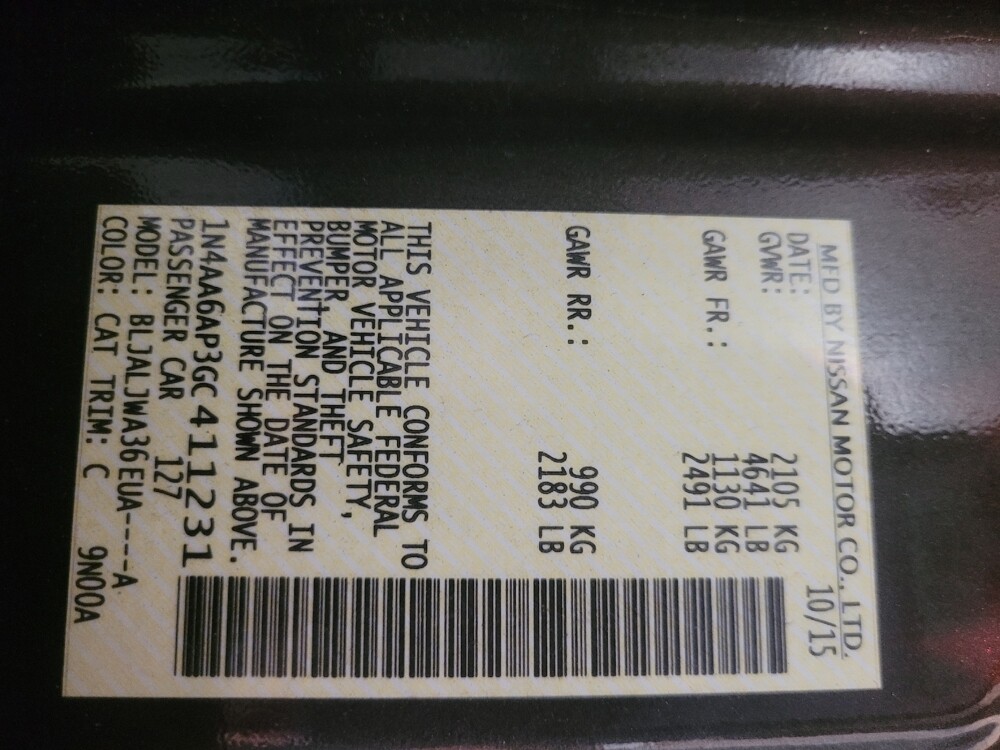 MFD BY NISSAN MOTOR CO., LTD.
DATE: 10/15
GVWR: 2105 KG
4641 LB
GAWR FR.: 1130 KG
2491 LB
GAWR RR.: 990 KG
2183 LB
THIS VEHICLE CONFORMS TO
ALL APPLICABLE FEDERAL
MOTOR VEHICLE SAFETY,
BUMPER, AND THEFT
PREVENTION STANDARDS IN
EFFECT ON THE DATE OF
MANUFACTURE SHOWN ABOVE.
1N4AA6AP3GC411231
PASSENGER CAR 127
MODEL: BLJALJWA36EUA----A
COLOR: CAT TRIM: C 9N00A